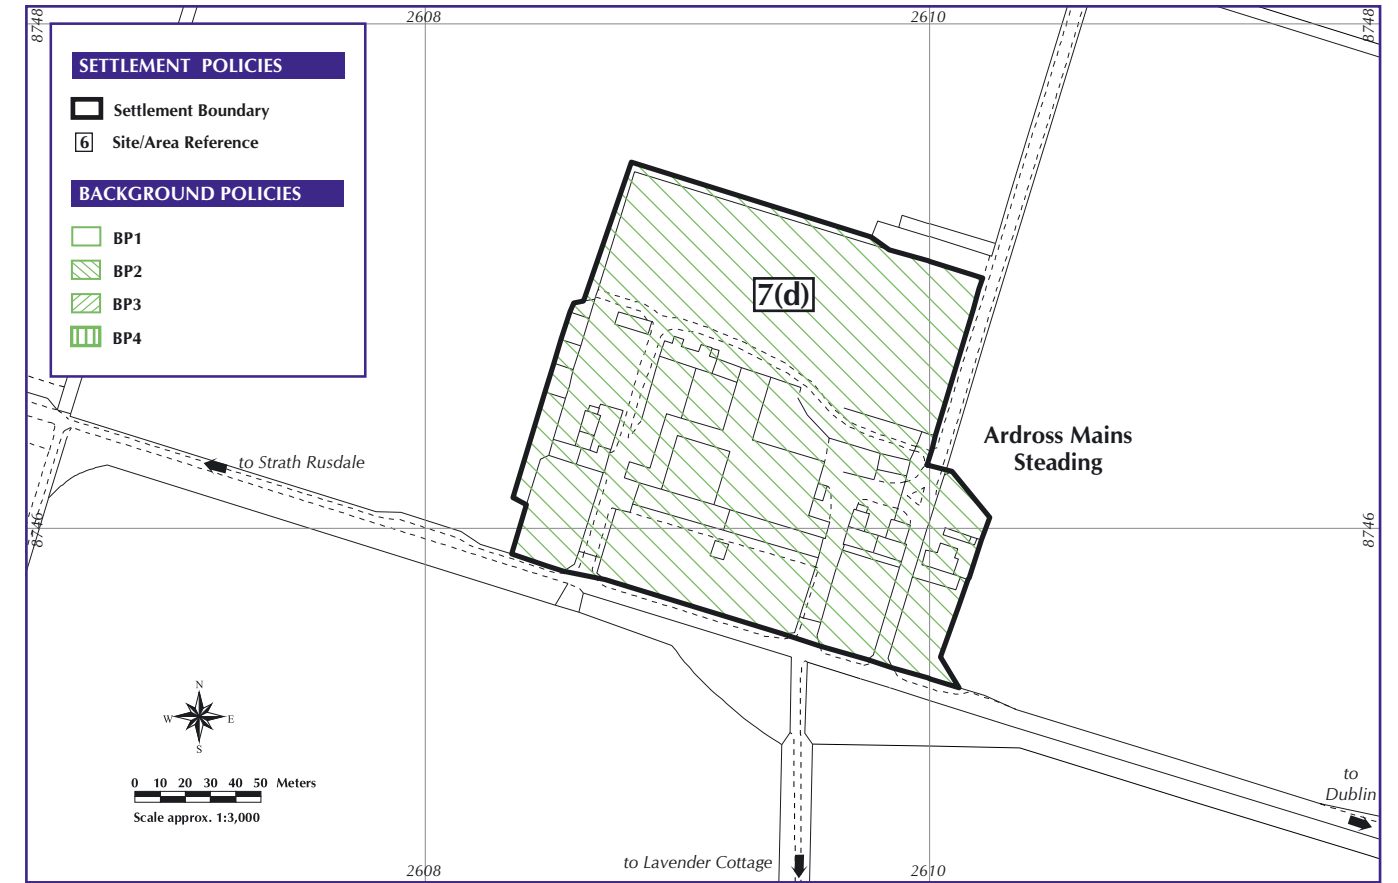 2608
2610
8748
8748
SETTLEMENT POLICIES
Settlement Boundary
6 Site/Area Reference
BACKGROUND POLICIES
BP1
BP2
BP3
BP4
7(d)
Ardross Mains
Steading
to Strath Rusdale
8746
8746
N
W E
S
0 10 20 30 40 50 Meters
Scale approx. 1:3,000
to
Dublin
to Lavender Cottage
2608
2610